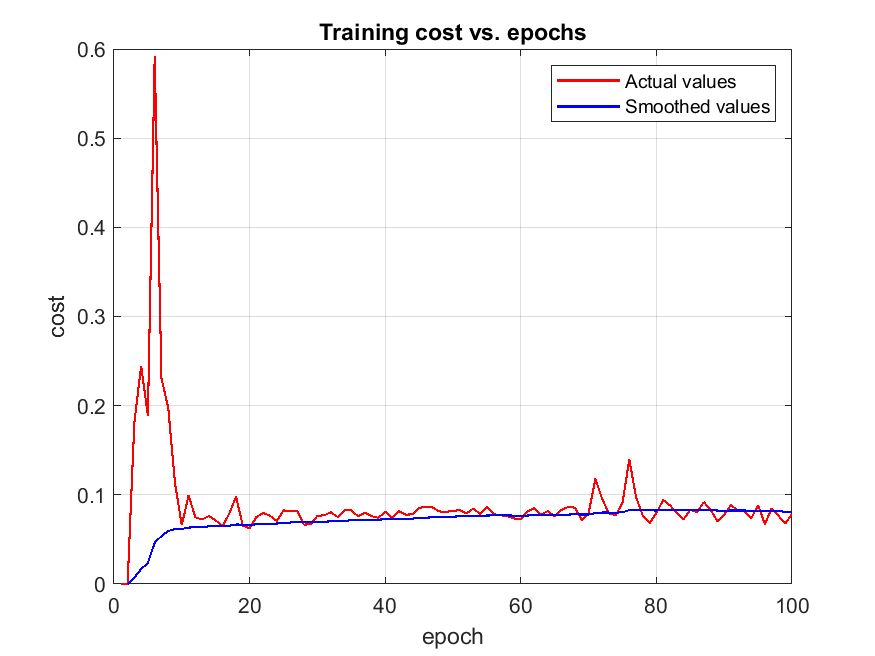 Training cost vs. epochs
Actual values
Smoothed values
cost
0.6
0.5
0.4
0.3
0.2
0.1
0
0 20 40 60 80 100
epoch